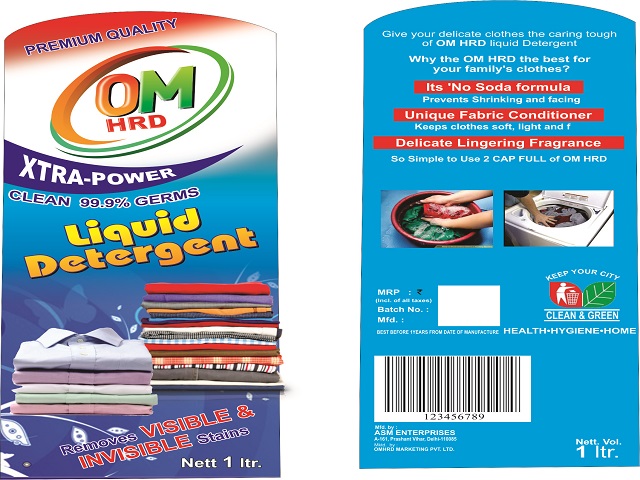 PREMIUM QUALITY
OM
HRD
XTRA-POWER
CLEAN 99.9% GERMS
Liquid
Detergent
Removes VISIBLE &
INVISIBLE Stains
Nett 1 ltr.
Give your delicate clothes the caring tough
of OM HRD liquid Detergent
Why the OM HRD the best for
your family's clothes?
Its 'No Soda formula
Prevents Shrinking and facing
Unique Fabric Conditioner
Keeps clothes soft, light and f
Delicate Lingering Fragrance
So Simple to Use 2 CAP FULL of OM HRD
MRP : ₹
(Incl. of all taxes)
Batch No. :
Mfd. :
BEST BEFORE 1YEARS FROM DATE OF MANUFACTURE
KEEP YOUR CITY
CLEAN & GREEN
HEALTH•HYGIENE•HOME
123456789
Mfd. by :
ASM ENTERPRISES
A-161, Prashant Vihar, Delhi-110085
Mktd. by :
OMHRD MARKETING PVT. LTD.
Nett. Vol.
1 ltr.